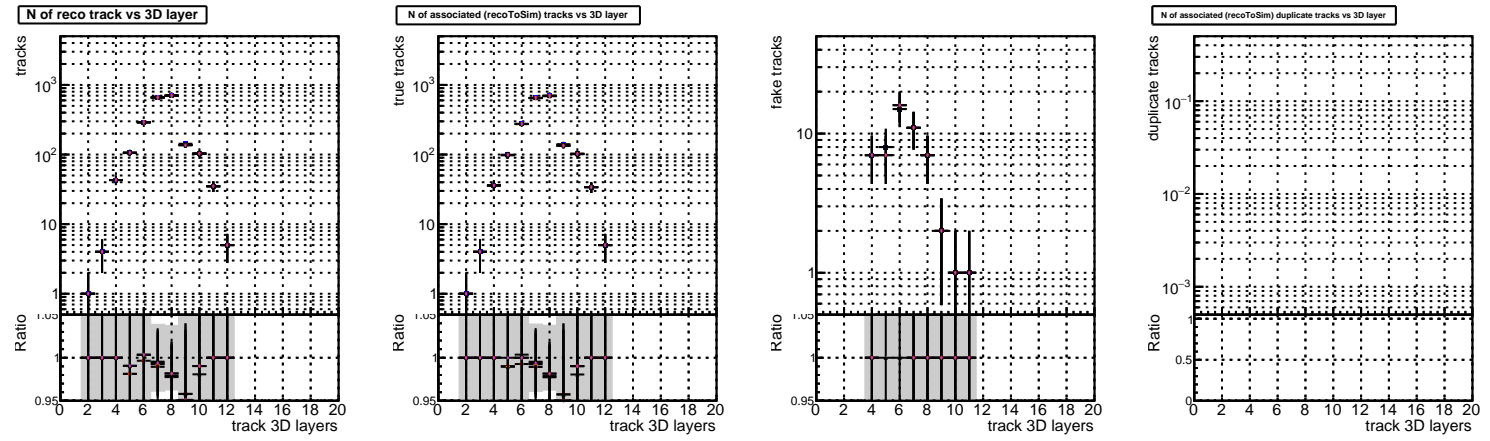 N of reco track vs 3D layer
tracks
10³
10²
10
1
Ratio
1.05
1
0.95
0 2 4 6 8 10 12 14 16 18 20
track 3D layers
N of associated (recoToSim) tracks vs 3D layer
true tracks
10³
10²
10
1
Ratio
1.05
1
0.95
0 2 4 6 8 10 12 14 16 18 20
track 3D layers
fake tracks
10
1
Ratio
1.05
1
0.95
0 2 4 6 8 10 12 14 16 18 20
track 3D layers
N of associated (recoToSim) duplicate tracks vs 3D layer
duplicate tracks
10⁻¹
10⁻²
10⁻³
Ratio
1
0.5
0
0 2 4 6 8 10 12 14 16 18 20
track 3D layers